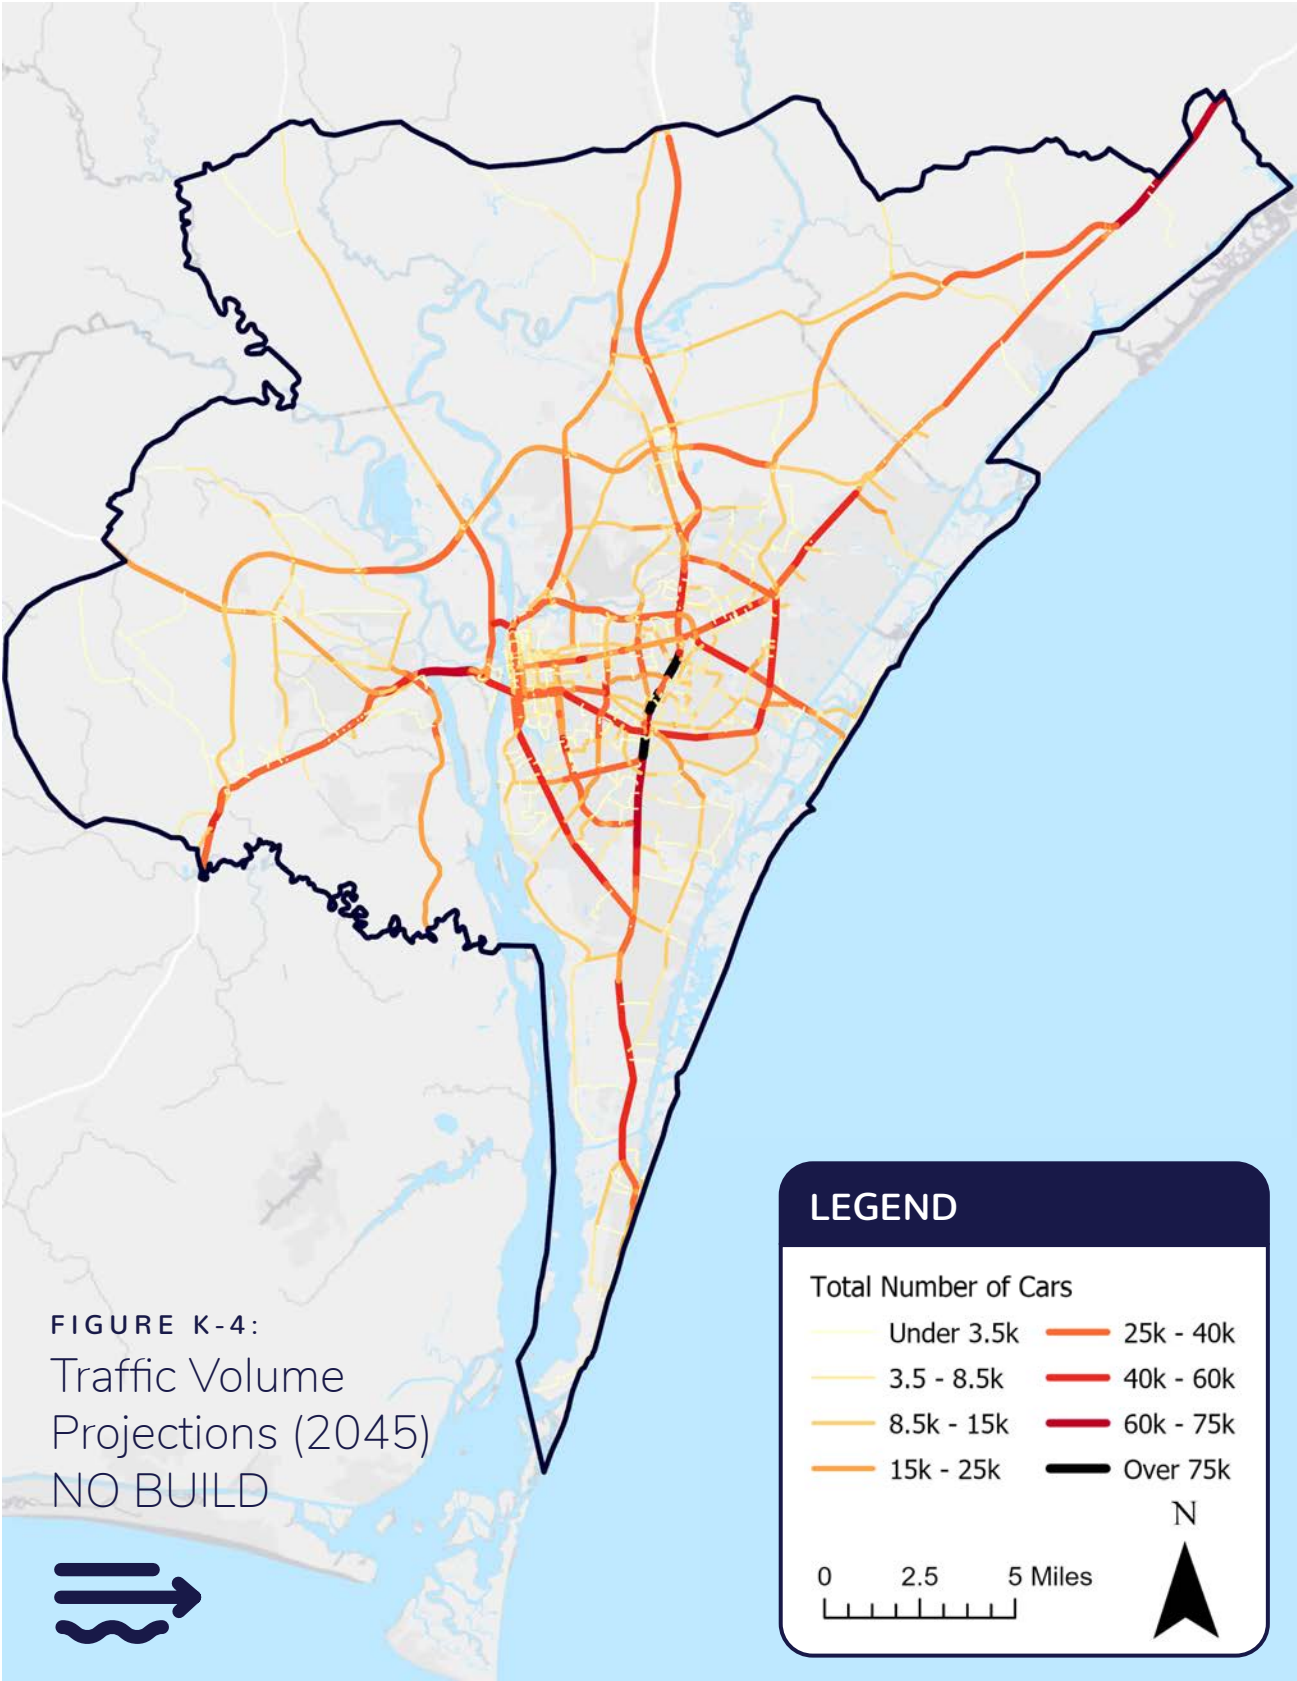 FIGURE K-4:
Traffic Volume
Projections (2045)
NO BUILD
LEGEND
Total Number of Cars
Under 3.5k
3.5 - 8.5k
8.5k - 15k
15k - 25k
25k - 40k
40k - 60k
60k - 75k
Over 75k
N
0 2.5 5 Miles